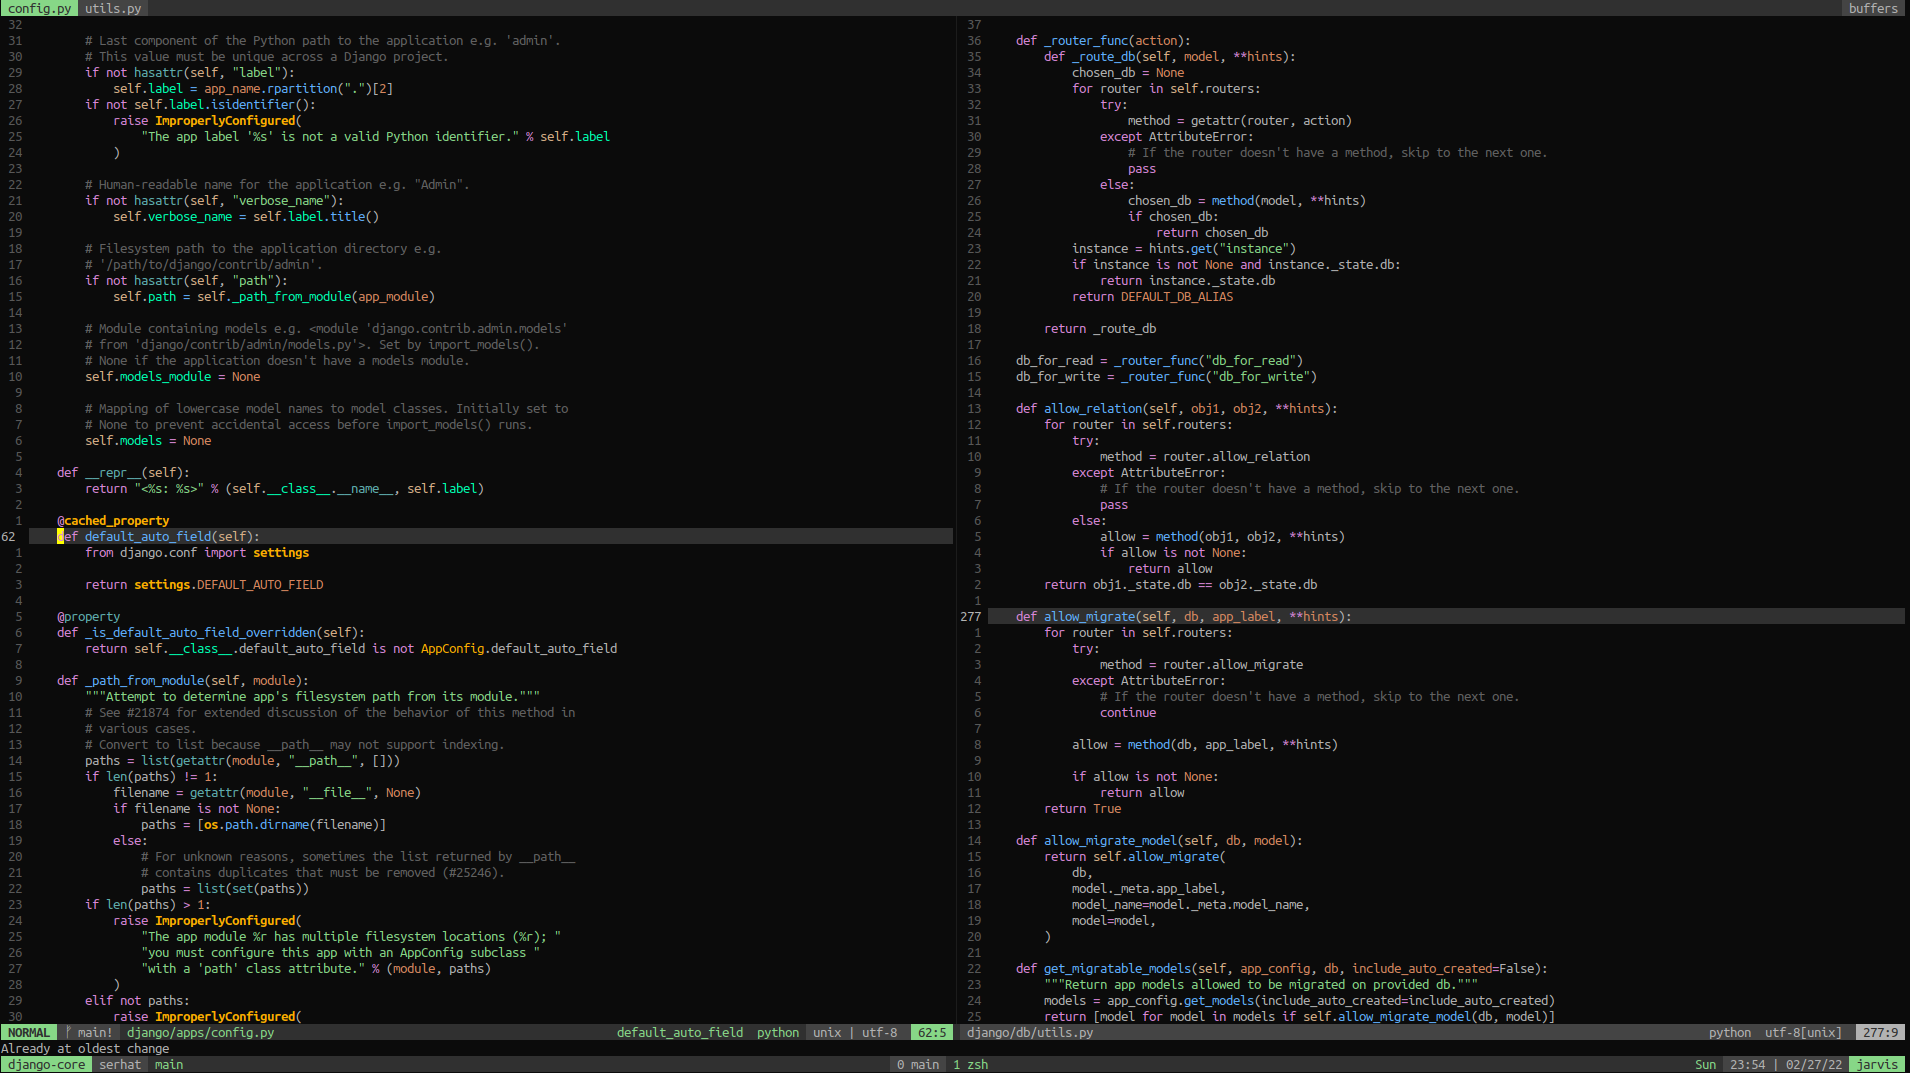 config.py utils.py buffers
32
31         # Last component of the Python path to the application e.g. 'admin'.
30         # This value must be unique across a Django project.
29         if not hasattr(self, "label"):
28             self.label = app_name.rpartition(".")[2]
27         if not self.label.isidentifier():
26             raise ImproperlyConfigured(
25                 "The app label '%s' is not a valid Python identifier." % self.label
24             )
23
22         # Human-readable name for the application e.g. "Admin".
21         if not hasattr(self, "verbose_name"):
20             self.verbose_name = self.label.title()
19
18         # Filesystem path to the application directory e.g.
17         # '/path/to/django/contrib/admin'.
16         if not hasattr(self, "path"):
15             self.path = self._path_from_module(app_module)
14
13         # Module containing models e.g. <module 'django.contrib.admin.models'
12         # from 'django/contrib/admin/models.py'>. Set by import_models().
11         # None if the application doesn't have a models module.
10         self.models_module = None
9
8         # Mapping of lowercase model names to model classes. Initially set to
7         # None to prevent accidental access before import_models() runs.
6         self.models = None
5
4     def __repr__(self):
3         return "<%s: %s>" % (self.__class__.__name__, self.label)
2
1     @cached_property
62     def default_auto_field(self):
1         from django.conf import settings
2
3         return settings.DEFAULT_AUTO_FIELD
4
5     @property
6     def _is_default_auto_field_overridden(self):
7         return self.__class__.default_auto_field is not AppConfig.default_auto_field
8
9     def _path_from_module(self, module):
10         """Attempt to determine app's filesystem path from its module."""
11         # See #21874 for extended discussion of the behavior of this method in
12         # various cases.
13         # Convert to list because __path__ may not support indexing.
14         paths = list(getattr(module, "__path__", []))
15         if len(paths) != 1:
16             filename = getattr(module, "__file__", None)
17             if filename is not None:
18                 paths = [os.path.dirname(filename)]
19             else:
20                 # For unknown reasons, sometimes the list returned by __path__
21                 # contains duplicates that must be removed (#25246).
22                 paths = list(set(paths))
23         if len(paths) > 1:
24             raise ImproperlyConfigured(
25                 "The app module %r has multiple filesystem locations (%r); "
26                 "you must configure this app with an AppConfig subclass "
27                 "with a 'path' class attribute." % (module, paths)
28             )
29         elif not paths:
30             raise ImproperlyConfigured(
37
36     def _router_func(action):
35         def _route_db(self, model, **hints):
34             chosen_db = None
33             for router in self.routers:
32                 try:
31                     method = getattr(router, action)
30                 except AttributeError:
29                     # If the router doesn't have a method, skip to the next one.
28                     pass
27                 else:
26                     chosen_db = method(model, **hints)
25                     if chosen_db:
24                         return chosen_db
23             instance = hints.get("instance")
22             if instance is not None and instance._state.db:
21                 return instance._state.db
20             return DEFAULT_DB_ALIAS
19
18         return _route_db
17
16     db_for_read = _router_func("db_for_read")
15     db_for_write = _router_func("db_for_write")
14
13     def allow_relation(self, obj1, obj2, **hints):
12         for router in self.routers:
11             try:
10                 method = router.allow_relation
9             except AttributeError:
8                 # If the router doesn't have a method, skip to the next one.
7                 pass
6             else:
5                 allow = method(obj1, obj2, **hints)
4                 if allow is not None:
3                     return allow
2         return obj1._state.db == obj2._state.db
1
277     def allow_migrate(self, db, app_label, **hints):
1         for router in self.routers:
2             try:
3                 method = router.allow_migrate
4             except AttributeError:
5                 # If the router doesn't have a method, skip to the next one.
6                 continue
7
8             allow = method(db, app_label, **hints)
9
10             if allow is not None:
11                 return allow
12         return True
13
14     def allow_migrate_model(self, db, model):
15         return self.allow_migrate(
16             db,
17             model._meta.app_label,
18             model_name=model._meta.model_name,
19             model=model,
20         )
21
22     def get_migratable_models(self, app_config, db, include_auto_created=False):
23         """Return app models allowed to be migrated on provided db."""
24         models = app_config.get_models(include_auto_created=include_auto_created)
25         return [model for model in models if self.allow_migrate_model(db, model)]
NORMAL main! django/apps/config.py default_auto_field python unix | utf-8 62:5
django/db/utils.py python utf-8[unix] 277:9
Already at oldest change
django-core serhat main 0 main 1 zsh Sun 23:54 | 02/27/22 jarvis